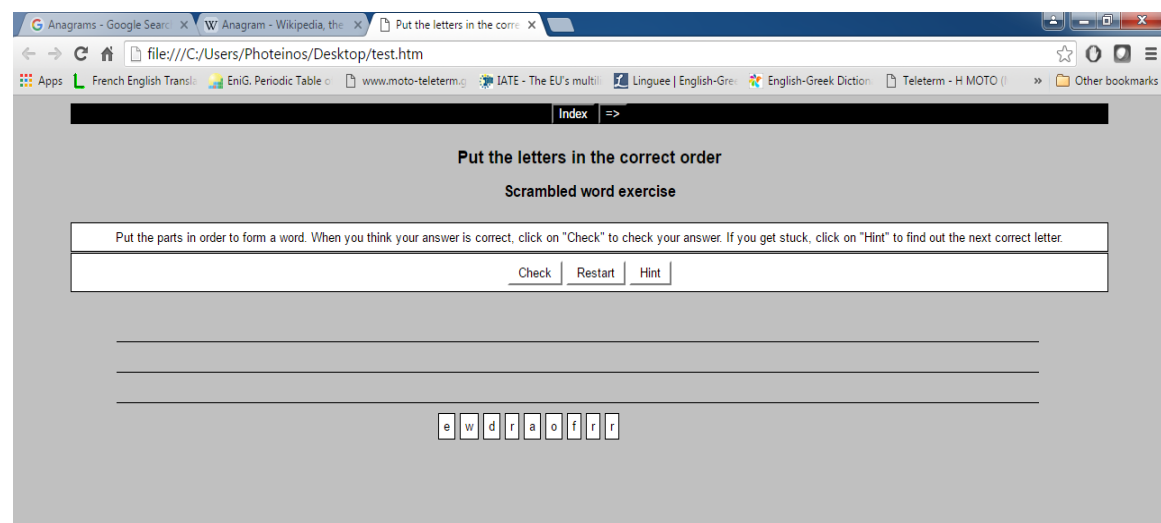 Anagrams - Google Searc Anagram - Wikipedia, the Put the letters in the corre
file:///C:/Users/Photeinos/Desktop/test.htm
Apps French English Transla EniG. Periodic Table o www.moto-teleterm.g IATE - The EU's multili Linguee | English-Gree English-Greek Diction Teleterm - H MOTO ( » Other bookmarks
Index =>
Put the letters in the correct order
Scrambled word exercise
Put the parts in order to form a word. When you think your answer is correct, click on "Check" to check your answer. If you get stuck, click on "Hint" to find out the next correct letter.
Check Restart Hint
e w d r a o f r r